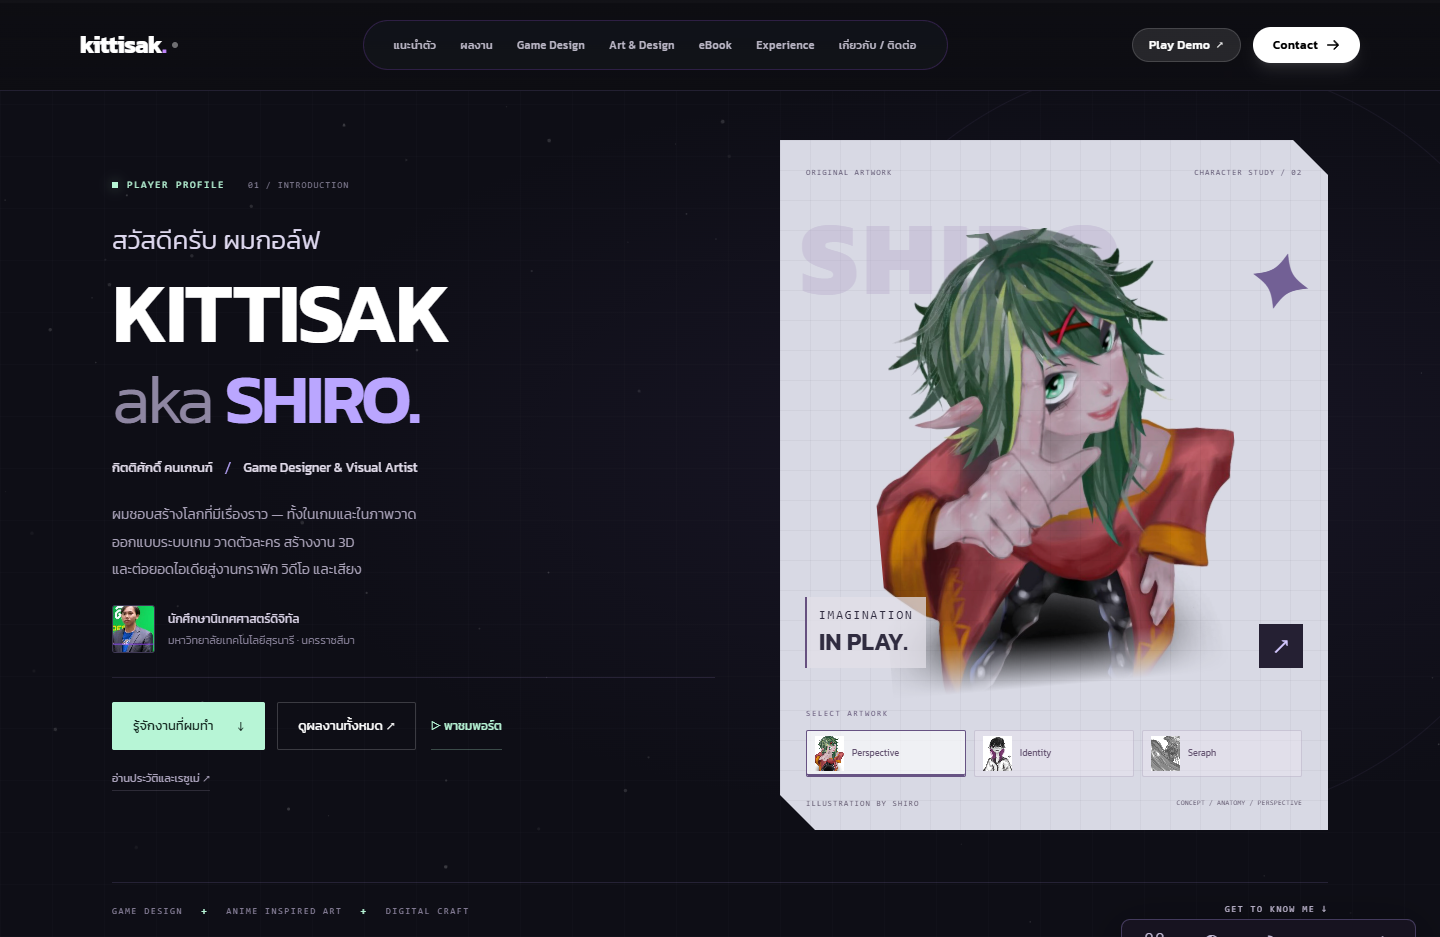 kittisak.
แนะนำตัว ผลงาน Game Design Art & Design eBook Experience เกี่ยวกับ / ติดต่อ
Play Demo ↗
Contact →
PLAYER PROFILE 01 / INTRODUCTION
สวัสดีครับ ผมกอล์ฟ
KITTISAK
aka SHIRO.
กิตติศักดิ์ คนเกณฑ์ / Game Designer & Visual Artist
ผมชอบสร้างโลกที่มีเรื่องราว — ทั้งในเกมและในภาพวาด
ออกแบบระบบเกม วาดตัวละคร สร้างงาน 3D
และต่อยอดไอเดียสู่งานกราฟิก วิดีโอ และเสียง
นักศึกษานิเทศศาสตร์ดิจิทัล
มหาวิทยาลัยเทคโนโลยีสุรนารี · นครราชสีมา
รู้จักงานที่ผมทำ ↓
ดูผลงานทั้งหมด ↗
▷ พาชมพอร์ต
อ่านประวัติและเรซูเม่ ↗
ORIGINAL ARTWORK CHARACTER STUDY / 02
SHIRO
IMAGINATION
IN PLAY.
↗
SELECT ARTWORK
Perspective Identity Seraph
ILLUSTRATION BY SHIRO CONCEPT / ANATOMY / PERSPECTIVE
GAME DESIGN + ANIME INSPIRED ART + DIGITAL CRAFT
GET TO KNOW ME ↓